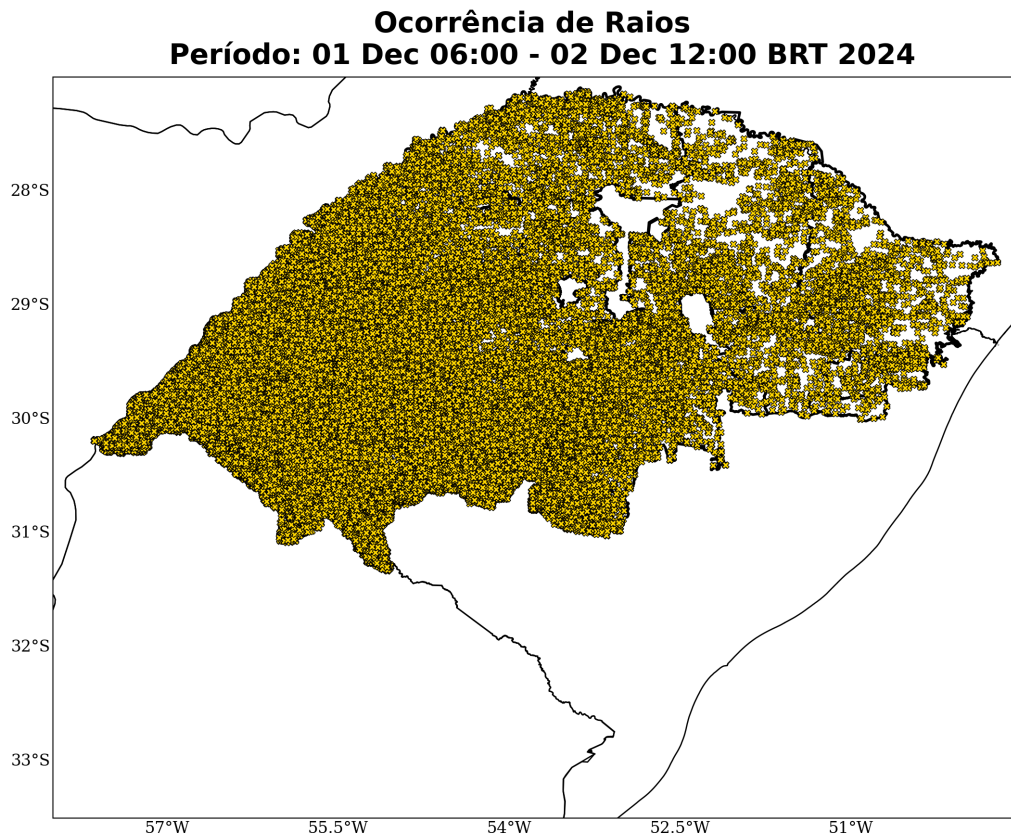 Ocorrência de Raios
Período: 01 Dec 06:00 - 02 Dec 12:00 BRT 2024
28°S
29°S
30°S
31°S
32°S
33°S
57°W
55.5°W
54°W
52.5°W
51°W